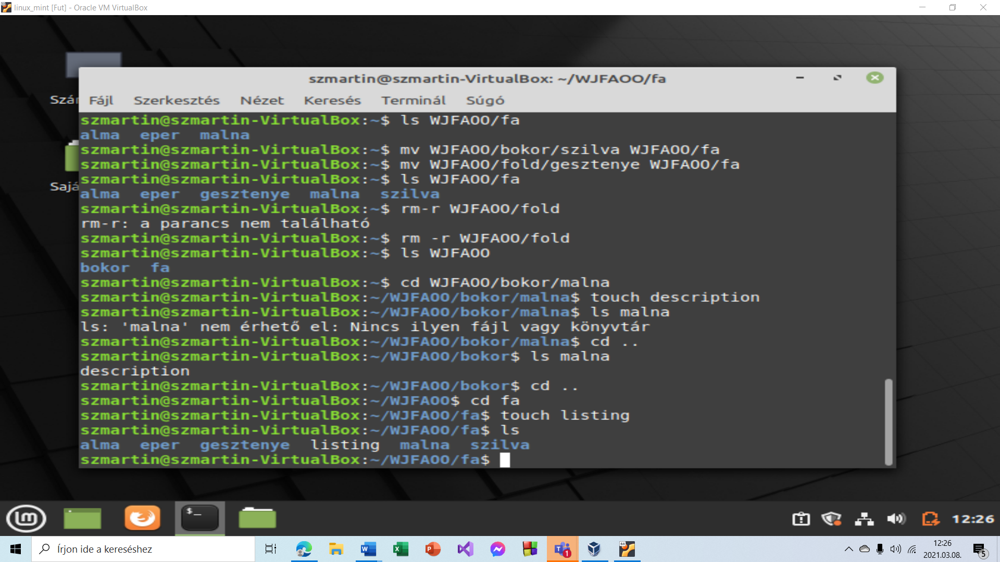 linux_mint [Fut] - Oracle VM VirtualBox
szmartin@szmartin-VirtualBox: ~/WJFAOO/fa
Fájl Szerkesztés Nézet Keresés Terminál Súgó
szmartin@szmartin-VirtualBox:~$ ls WJFAOO/fa
alma eper malna
szmartin@szmartin-VirtualBox:~$ mv WJFAOO/bokor/szilva WJFAOO/fa
szmartin@szmartin-VirtualBox:~$ mv WJFAOO/fold/gesztenye WJFAOO/fa
szmartin@szmartin-VirtualBox:~$ ls WJFAOO/fa
alma eper gesztenye malna szilva
szmartin@szmartin-VirtualBox:~$ rm-r WJFAOO/fold
rm-r: a parancs nem található
szmartin@szmartin-VirtualBox:~$ rm -r WJFAOO/fold
szmartin@szmartin-VirtualBox:~$ ls WJFAOO
bokor fa
szmartin@szmartin-VirtualBox:~$ cd WJFAOO/bokor/malna
szmartin@szmartin-VirtualBox:~/WJFAOO/bokor/malna$ touch description
szmartin@szmartin-VirtualBox:~/WJFAOO/bokor/malna$ ls malna
ls: 'malna' nem érhető el: Nincs ilyen fájl vagy könyvtár
szmartin@szmartin-VirtualBox:~/WJFAOO/bokor/malna$ cd ..
szmartin@szmartin-VirtualBox:~/WJFAOO/bokor$ ls malna
description
szmartin@szmartin-VirtualBox:~/WJFAOO/bokor$ cd ..
szmartin@szmartin-VirtualBox:~/WJFAOO$ cd fa
szmartin@szmartin-VirtualBox:~/WJFAOO/fa$ touch listing
szmartin@szmartin-VirtualBox:~/WJFAOO/fa$ ls
alma eper gesztenye listing malna szilva
szmartin@szmartin-VirtualBox:~/WJFAOO/fa$
Szám
Sajá
12:26
Írjon ide a kereséshez
12:26
2021.03.08.
5
1